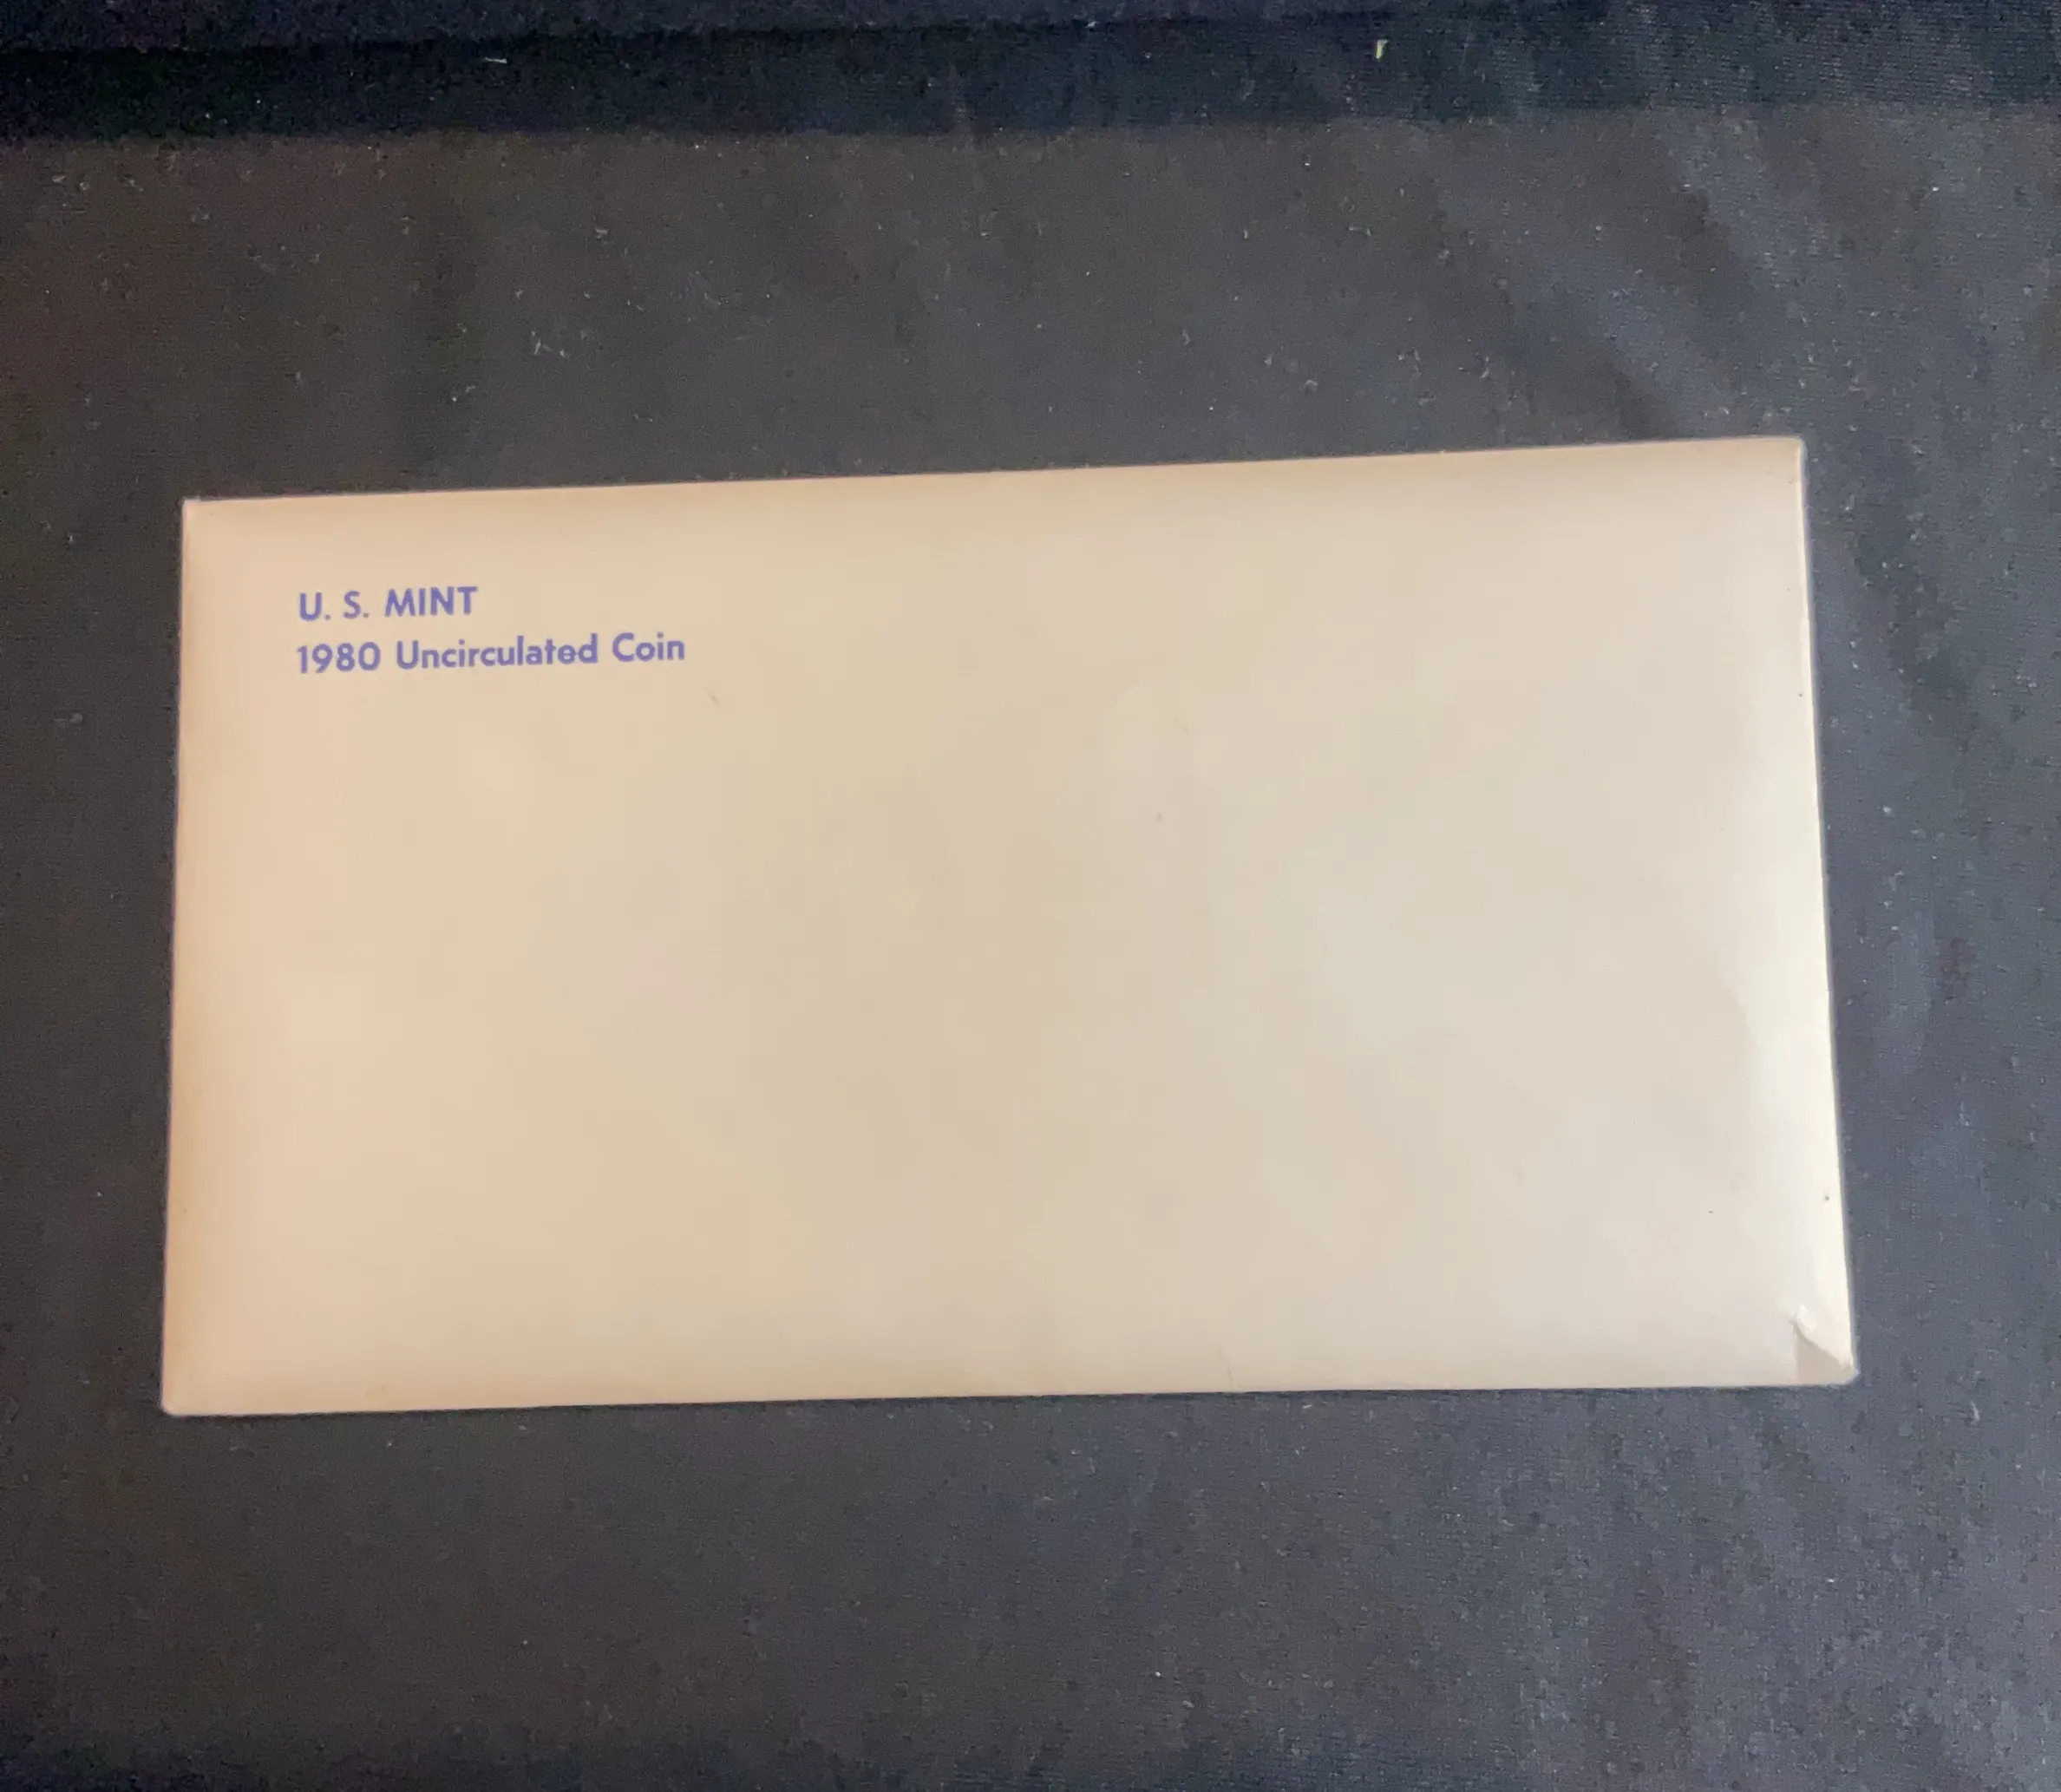 U. S. MINT
1980 Uncirculated Coin